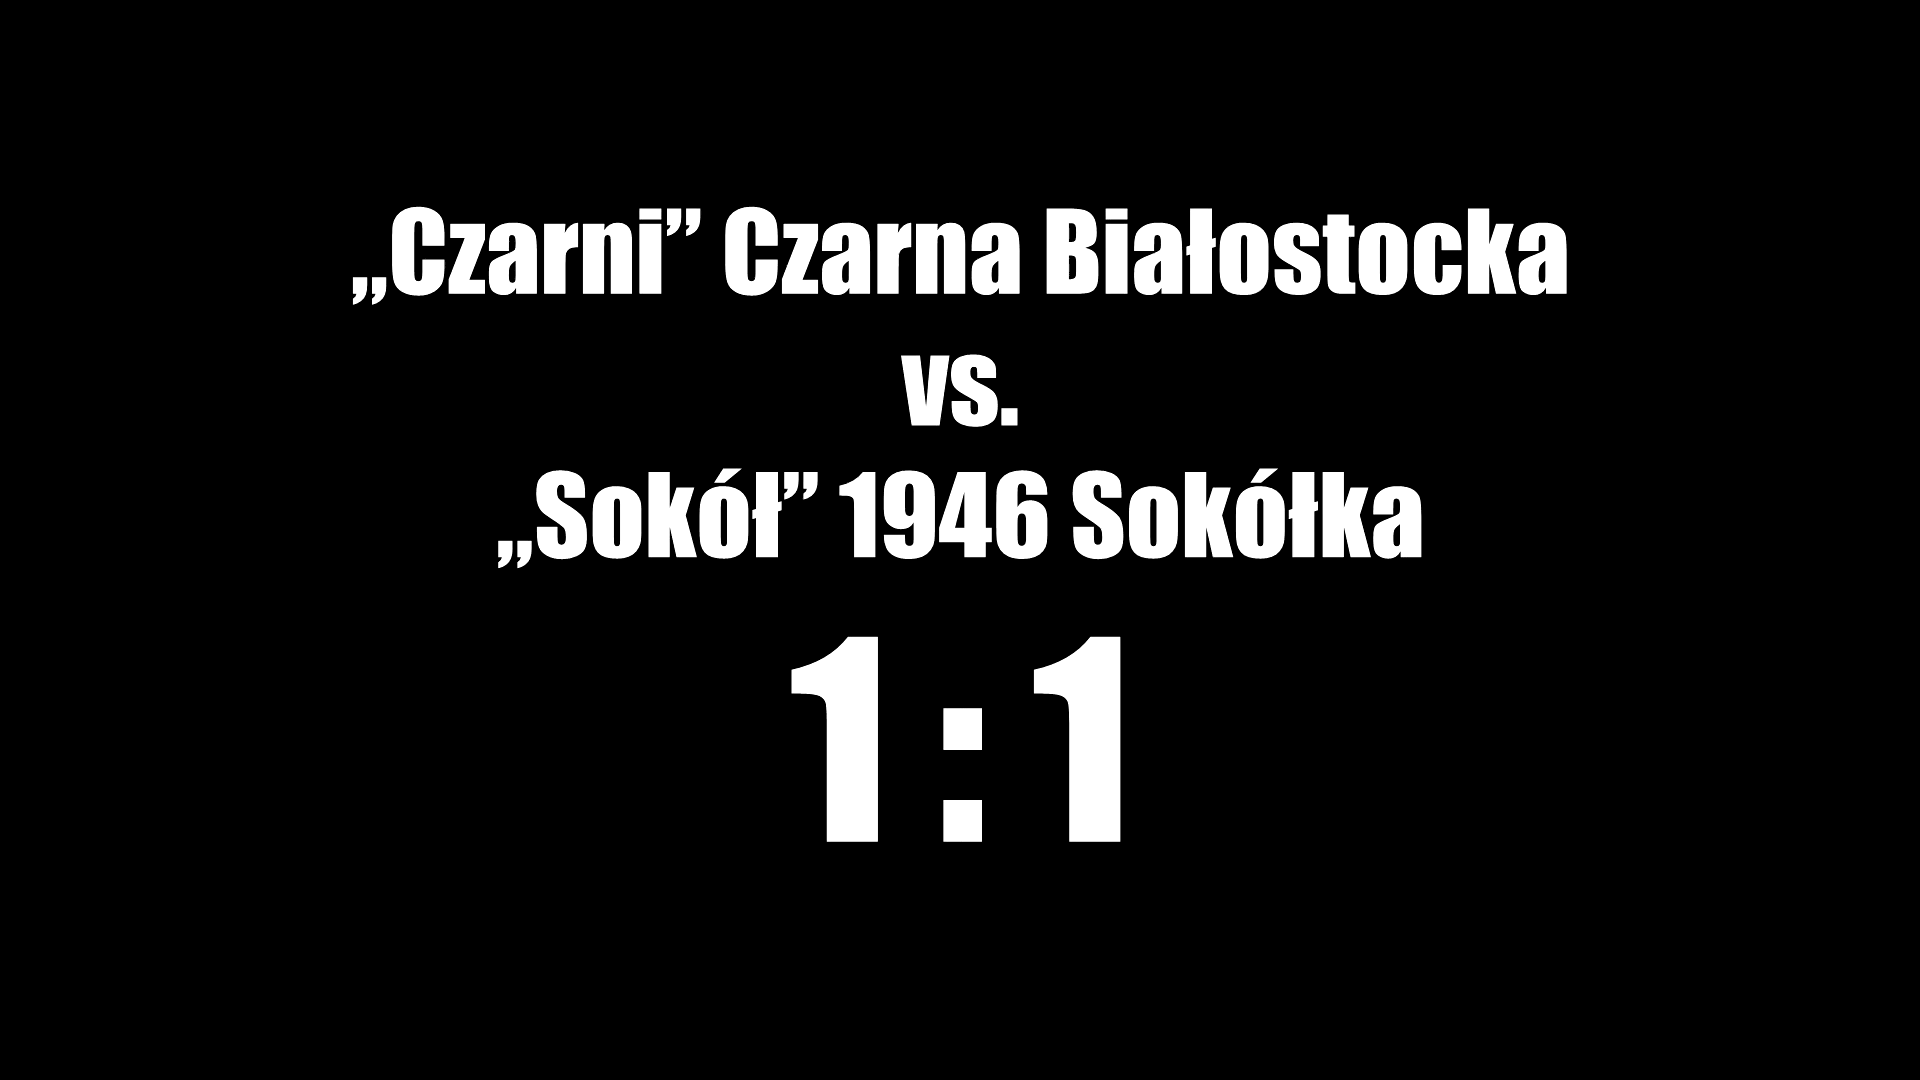 „Czarni” Czarna Białostocka
vs.
„Sokół” 1946 Sokółka
1:1